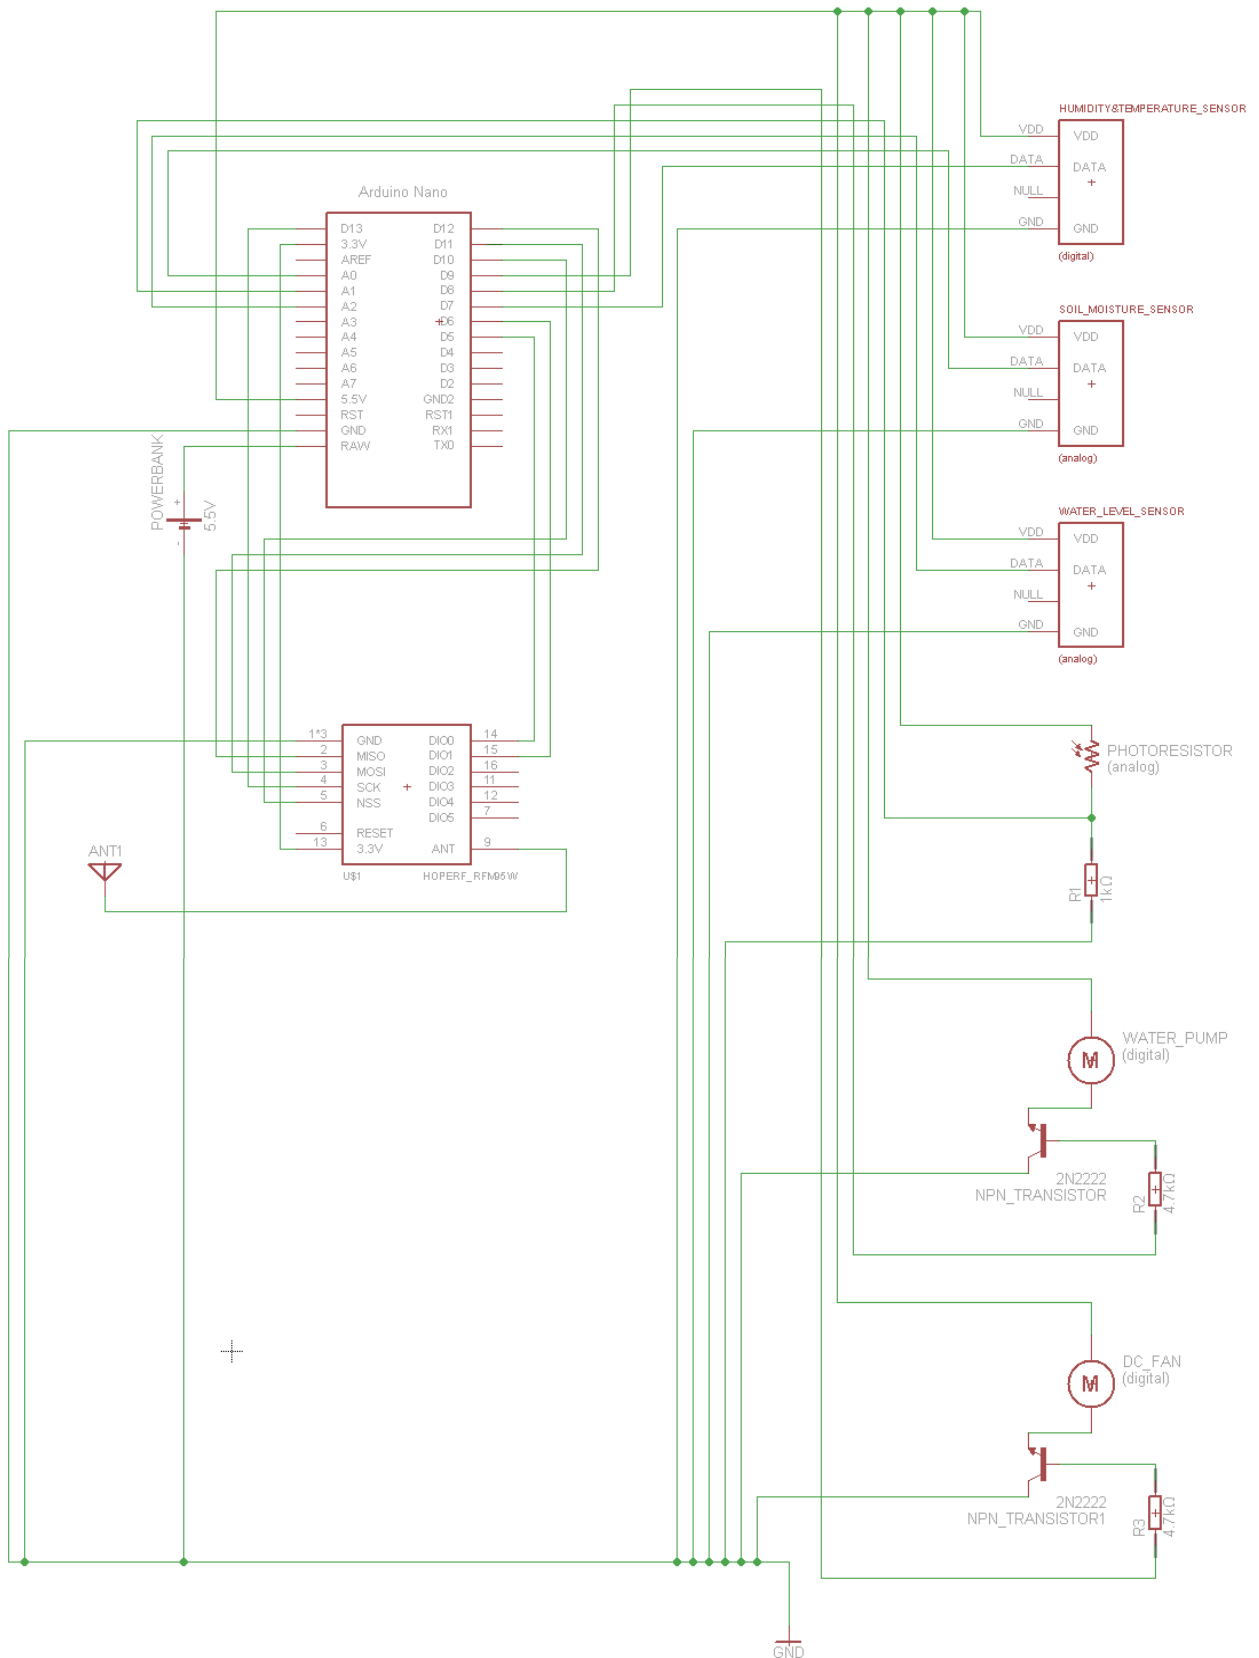 HUMIDITY&TEMPERATURE_SENSOR
VDD VDD
DATA DATA
NULL
GND GND
(digital)
Arduino Nano
D13 D12
3.3V D11
AREF D10
A0 D9
A1 D8
A2 D7
A3 D6
A4 D5
A5 D4
A6 D3
A7 D2
5.5V GND2
RST RST1
GND RX1
RAW TX0
POWERBANK
+
-
5.5V
SOIL_MOISTURE_SENSOR
VDD VDD
DATA DATA
NULL
GND GND
(analog)
WATER_LEVEL_SENSOR
VDD VDD
DATA DATA
NULL
GND GND
(analog)
1*3 GND DIO0 14
2 MISO DIO1 15
3 MOSI DIO2 16
4 SCK DIO3 11
5 NSS DIO4 12
DIO5 7
6 RESET
13 3.3V ANT 9
U$1 HOPERF_RFM95W
ANT1
PHOTORESISTOR
(analog)
R1
1kΩ
M
WATER_PUMP
(digital)
2N2222
NPN_TRANSISTOR
R2
4.7kΩ
M
DC_FAN
(digital)
2N2222
NPN_TRANSISTOR1
R3
4.7kΩ
GND